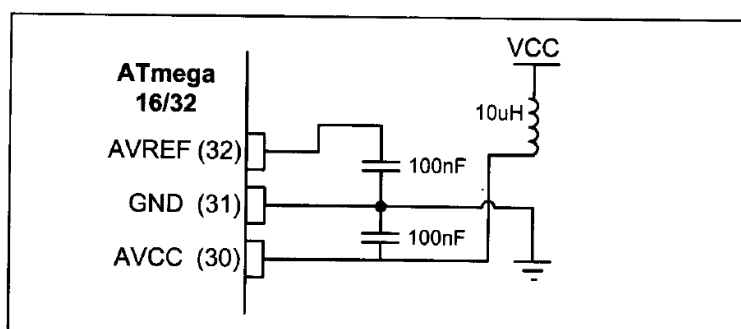 VCC
ATmega
16/32
10uH
AVREF (32)
100nF
GND (31)
100nF
AVCC (30)